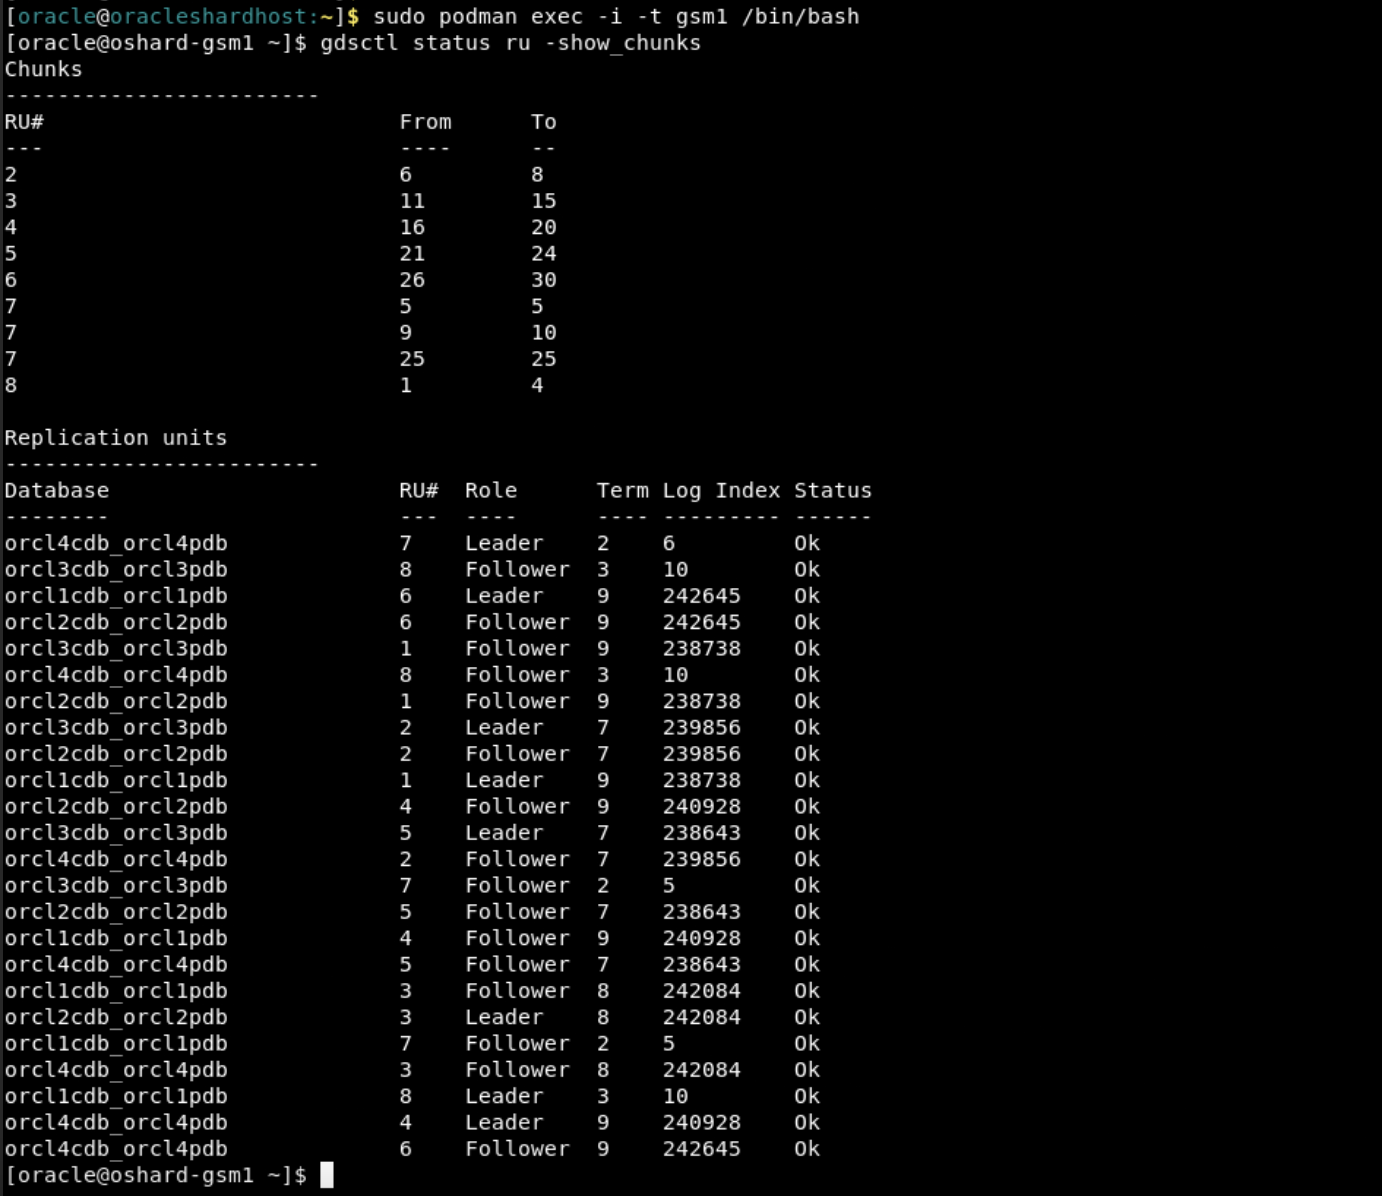 [oracle@oracleshardhost:~]$ sudo podman exec -i -t gsm1 /bin/bash
[oracle@oshard-gsm1 ~]$ gdsctl status ru -show_chunks
Chunks
------------------------
RU#                           From      To
---                           ----      --
2                             6         8
3                             11        15
4                             16        20
5                             21        24
6                             26        30
7                             5         5
7                             9         10
7                             25        25
8                             1         4

Replication units
------------------------
Database                      RU#  Role      Term Log Index Status
--------                      ---  ----      ---- --------- ------
orcl4cdb_orcl4pdb             7    Leader    2    6         Ok
orcl3cdb_orcl3pdb             8    Follower  3    10        Ok
orcl1cdb_orcl1pdb             6    Leader    9    242645    Ok
orcl2cdb_orcl2pdb             6    Follower  9    242645    Ok
orcl3cdb_orcl3pdb             1    Follower  9    238738    Ok
orcl4cdb_orcl4pdb             8    Follower  3    10        Ok
orcl2cdb_orcl2pdb             1    Follower  9    238738    Ok
orcl3cdb_orcl3pdb             2    Leader    7    239856    Ok
orcl2cdb_orcl2pdb             2    Follower  7    239856    Ok
orcl1cdb_orcl1pdb             1    Leader    9    238738    Ok
orcl2cdb_orcl2pdb             4    Follower  9    240928    Ok
orcl3cdb_orcl3pdb             5    Leader    7    238643    Ok
orcl4cdb_orcl4pdb             2    Follower  7    239856    Ok
orcl3cdb_orcl3pdb             7    Follower  2    5         Ok
orcl2cdb_orcl2pdb             5    Follower  7    238643    Ok
orcl1cdb_orcl1pdb             4    Follower  9    240928    Ok
orcl4cdb_orcl4pdb             5    Follower  7    238643    Ok
orcl1cdb_orcl1pdb             3    Follower  8    242084    Ok
orcl2cdb_orcl2pdb             3    Leader    8    242084    Ok
orcl1cdb_orcl1pdb             7    Follower  2    5         Ok
orcl4cdb_orcl4pdb             3    Follower  8    242084    Ok
orcl1cdb_orcl1pdb             8    Leader    3    10        Ok
orcl4cdb_orcl4pdb             4    Leader    9    240928    Ok
orcl4cdb_orcl4pdb             6    Follower  9    242645    Ok
[oracle@oshard-gsm1 ~]$